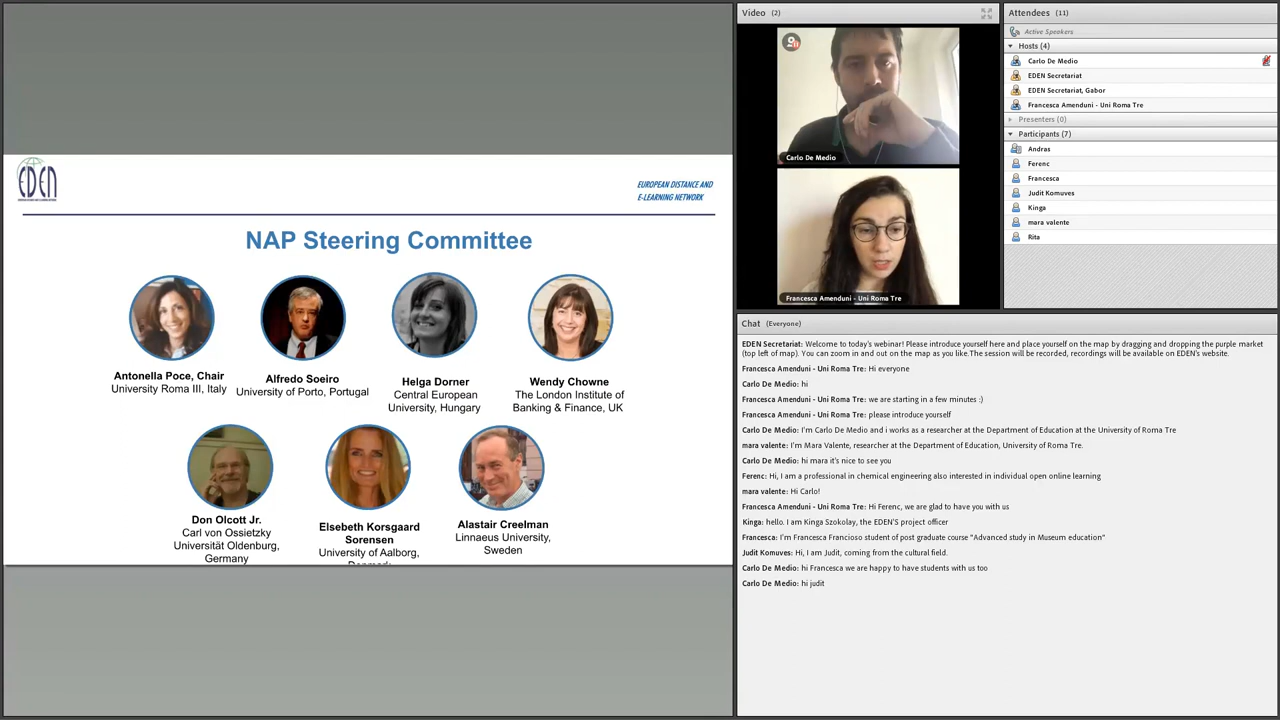 EDEN
EUROPEAN DISTANCE AND
E-LEARNING NETWORK
NAP Steering Committee
Antonella Poce, Chair
University Roma III, Italy
Alfredo Soeiro
University of Porto, Portugal
Helga Dorner
Central European
University, Hungary
Wendy Chowne
The London Institute of
Banking & Finance, UK
Don Olcott Jr.
Carl von Ossietzky
Universität Oldenburg,
Germany
Elsebeth Korsgaard
Sorensen
University of Aalborg,
Denmark
Alastair Creelman
Linnaeus University,
Sweden
Video (2)
Carlo De Medio
Francesca Amenduni - Uni Roma Tre
Attendees (11)
Active Speakers
Hosts (4)
Carlo De Medio
EDEN Secretariat
EDEN Secretariat, Gabor
Francesca Amenduni - Uni Roma Tre
Presenters (0)
Participants (7)
Andras
Ferenc
Francesca
Judit Komuves
Kinga
mara valente
Rita
Chat (Everyone)
EDEN Secretariat: Welcome to today's webinar! Please introduce yourself here and place yourself on the map by dragging and dropping the purple market
(top left of map). You can zoom in and out on the map as you like.The session will be recorded, recordings will be available on EDEN's website.
Francesca Amenduni - Uni Roma Tre: Hi everyone
Carlo De Medio: hi
Francesca Amenduni - Uni Roma Tre: we are starting in a few minutes :)
Francesca Amenduni - Uni Roma Tre: please introduce yourself
Carlo De Medio: I'm Carlo De Medio and i works as a researcher at the Department of Education at the University of Roma Tre
mara valente: I'm Mara Valente, researcher at the Department of Education, University of Roma Tre.
Carlo De Medio: hi mara it's nice to see you
Ferenc: Hi, I am a professional in chemical engineering also interested in individual open online learning
mara valente: Hi Carlo!
Francesca Amenduni - Uni Roma Tre: Hi Ferenc, we are glad to have you with us
Kinga: hello. I am Kinga Szokolay, the EDEN'S project officer
Francesca: I'm Francesca Francioso student of post graduate course "Advanced study in Museum education"
Judit Komuves: Hi, I am Judit, coming from the cultural field.
Carlo De Medio: hi Francesca we are happy to have students with us too
Carlo De Medio: hi judit